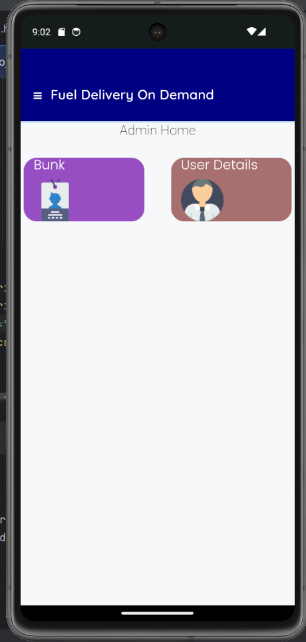 9:02
Fuel Delivery On Demand
Admin Home
Bunk
User Details